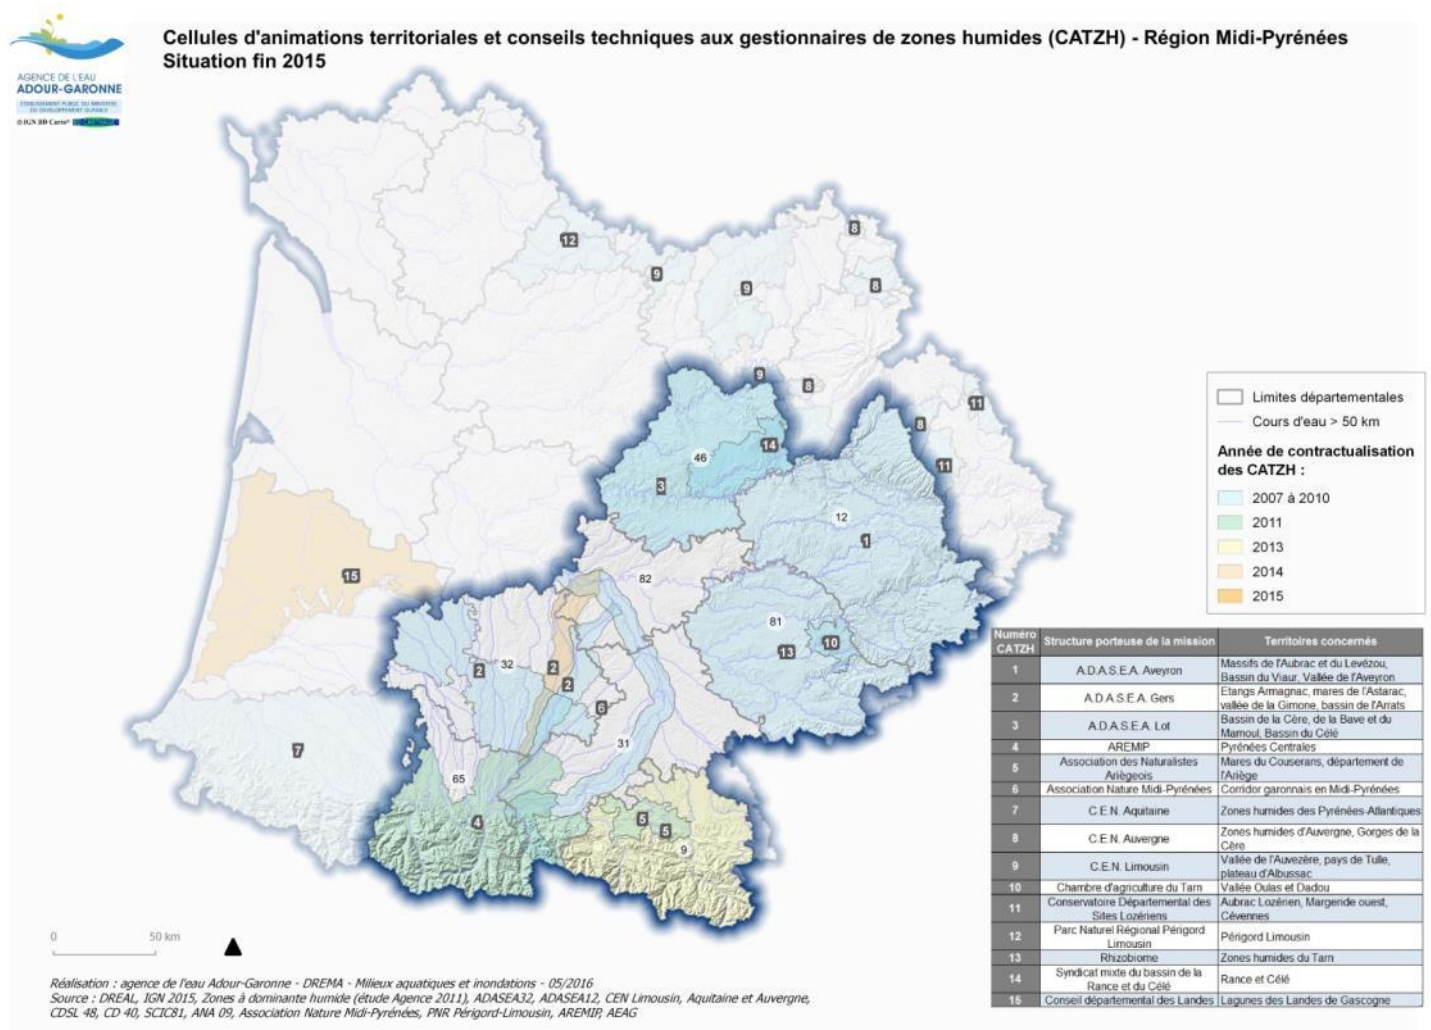 Cellules d'animations territoriales et conseils techniques aux gestionnaires de zones humides (CATZH) - Région Midi-Pyrénées
Situation fin 2015
AGENCE DE L'EAU
ADOUR-GARONNE
ETABLISSEMENT PUBLIC DU MINISTERE
DU DEVELOPPEMENT DURABLE
© IGN BD Carto®
12
8
9
9
8
9
8
11
8
14
46
11
3
12
1
15
82
81
10
13
2
32
2
2
6
31
7
65
4
5
5
9
Limites départementales
Cours d'eau > 50 km
Année de contractualisation
des CATZH :
2007 à 2010
2011
2013
2014
2015
Numéro CATZH Structure porteuse de la mission Territoires concernés
1 A.D.A.S.E.A. Aveyron Massifs de l'Aubrac et du Levézou,
Bassin du Viaur, Vallée de l'Aveyron
2 A.D.A.S.E.A. Gers Etangs Armagnac, mares de l'Astarac,
vallée de la Gimone, bassin de l'Arrats
3 A.D.A.S.E.A. Lot Bassin de la Cère, de la Bave et du
Mamoul, Bassin du Célé
4 AREMIP Pyrénées Centrales
5 Association des Naturalistes
Ariègeois Mares du Couserans, département de
l'Ariège
6 Association Nature Midi-Pyrénées Corridor garonnais en Midi-Pyrénées
7 C.E.N. Aquitaine Zones humides des Pyrénées-Atlantiques
8 C.E.N. Auvergne Zones humides d'Auvergne, Gorges de la
Cère
9 C.E.N. Limousin Vallée de l'Auvezère, pays de Tulle,
plateau d'Albussac
10 Chambre d'agriculture du Tarn Vallée Oulas et Dadou
11 Conservatoire Départemental des
Sites Lozériens Aubrac Lozérien, Margeride ouest,
Cévennes
12 Parc Naturel Régional Périgord
Limousin Périgord Limousin
13 Rhizobiome Zones humides du Tarn
14 Syndicat mixte du bassin de la
Rance et du Célé Rance et Célé
15 Conseil départemental des Landes Lagunes des Landes de Gascogne
0 50 km
Réalisation : agence de l'eau Adour-Garonne - DREMA - Milieux aquatiques et inondations - 05/2016
Source : DREAL, IGN 2015, Zones à dominante humide (étude Agence 2011), ADASEA32, ADASEA12, CEN Limousin, Aquitaine et Auvergne,
CDSL 48, CD 40, SCIC81, ANA 09, Association Nature Midi-Pyrénées, PNR Périgord-Limousin, AREMIP, AEAG